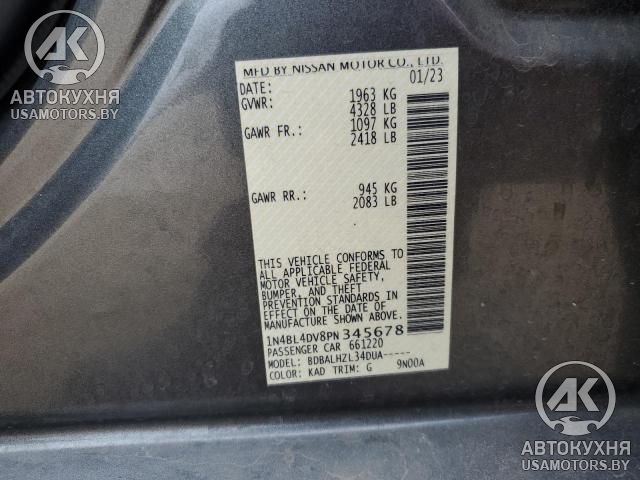 AK
АВТОКУХНЯ
USAMOTORS.BY
MFD BY NISSAN MOTOR CO., LTD.
DATE: 01/23
GVWR: 1963 KG
4328 LB
GAWR FR.: 1097 KG
2418 LB
GAWR RR.: 945 KG
2083 LB
THIS VEHICLE CONFORMS TO
ALL APPLICABLE FEDERAL
MOTOR VEHICLE SAFETY,
BUMPER, AND THEFT
PREVENTION STANDARDS IN
EFFECT ON THE DATE OF
MANUFACTURE SHOWN ABOVE.
1N4BL4DV8PN345678
PASSENGER CAR 661220
MODEL: BDBALHZL34DUA-----
COLOR: KAD TRIM: G 9N00A
AK
АВТОКУХНЯ
USAMOTORS.BY